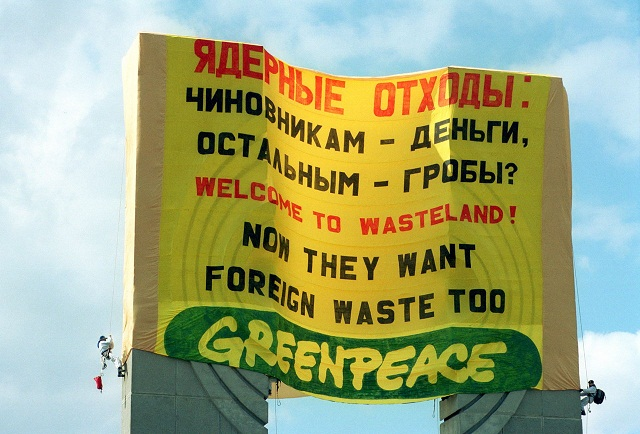 ЯДЕРНЫЕ ОТХОДЫ:
ЧИНОВНИКАМ - ДЕНЬГИ,
ОСТАЛЬНЫМ - ГРОБЫ?
WELCOME TO WASTELAND!
NOW THEY WANT
FOREIGN WASTE TOO
GREENPEACE